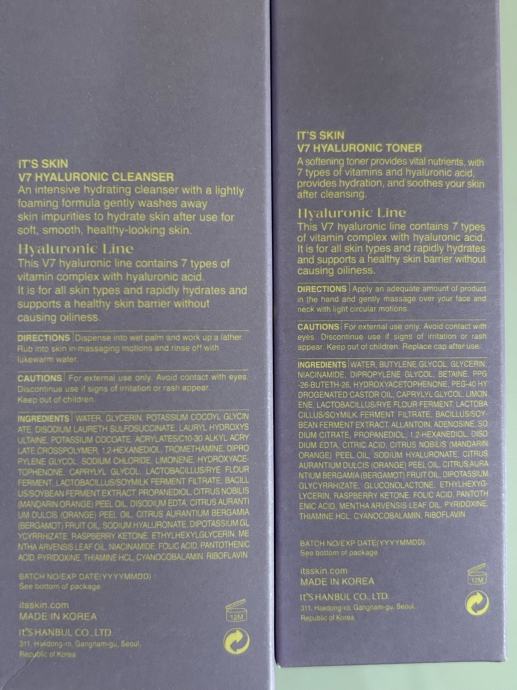 IT'S SKIN
V7 HYALURONIC CLEANSER
An intensive hydrating cleanser with a lightly
foaming formula gently washes away
skin impurities to hydrate skin after use for
soft, smooth, healthy-looking skin.
Hyaluronic Line
This V7 hyaluronic line contains 7 types of
vitamin complex with hyaluronic acid.
It is for all skin types and rapidly hydrates and
supports a healthy skin barrier without
causing oiliness.
DIRECTIONS | Dispense into wet palm and work up a lather.
Rub into skin in-massaging motions and rinse off with
lukewarm water.
CAUTIONS | For external use only. Avoid contact with eyes.
Discontinue use if signs of irritation or rash appear.
Keep out of children.
INGREDIENTS | WATER, GLYCERIN, POTASSIUM COCOYL GLYCIN
ATE, DISODIUM LAURETH SULFOSUCCINATE, LAURYL HYDROXYS
ULTAINE, POTASSIUM COCOATE, ACRYLATES/C10-30 ALKYL ACRY
LATE CROSSPOLYMER, 1,2-HEXANEDIOL, TROMETHAMINE, DIPRO
PYLENE GLYCOL, SODIUM CHLORIDE, LIMONENE, HYDROXYACE-
TOPHENONE, CAPRYLYL GLYCOL, LACTOBACILLUS/RYE FLOUR
FERMENT, LACTOBACILLUS/SOYMILK FERMENT FILTRATE, BACILL
US/SOYBEAN FERMENT EXTRACT, PROPANEDIOL, CITRUS NOBILIS
(MANDARIN ORANGE) PEEL OIL, DISODIUM EDTA, CITRUS AURANTI
UM DULCIS (ORANGE) PEEL OIL, CITRUS AURANTIUM BERGAMIA
(BERGAMOT) FRUIT OIL, SODIUM HYALURONATE, DIPOTASSIUM GL
YCYRRHIZATE, RASPBERRY KETONE, ETHYLHEXYLGLYCERIN, ME
NTHA ARVENSIS LEAF OIL, NIACINAMIDE, FOLIC ACID, PANTOTHENIC
ACID, PYRIDOXINE, THIAMINE HCL, CYANOCOBALAMIN, RIBOFLAVIN
BATCH NO/EXP DATE(YYYYMMDD) :
See bottom of package
itsskin.com
MADE IN KOREA
12M
IT'S HANBUL CO., LTD.
311, Hakdong-ro, Gangnam-gu, Seoul,
Republic of Korea
IT'S SKIN
V7 HYALURONIC TONER
A softening toner provides vital nutrients, with
7 types of vitamins and hyaluronic acid,
provides hydration, and soothes your skin
after cleansing.
Hyaluronic Line
This V7 hyaluronic line contains 7 types
of vitamin complex with hyaluronic acid.
It is for all skin types and rapidly hydrates
and supports a healthy skin barrier without
causing oiliness.
DIRECTIONS | Apply an adequate amount of product
in the hand and gently massage over your face and
neck with light circular motions.
CAUTIONS | For external use only. Avoid contact with
eyes. Discontinue use if signs of irritation or rash
appear. Keep out of children. Replace cap after use.
INGREDIENTS | WATER, BUTYLENE GLYCOL, GLYCERIN,
NIACINAMIDE, DIPROPYLENE GLYCOL, BETAINE, PPG
-26-BUTETH-26, HYDROXYACETOPHENONE, PEG-40 HY
DROGENATED CASTOR OIL, CAPRYLYL GLYCOL, LIMON
ENE, LACTOBACILLUS/RYE FLOUR FERMENT, LACTOBA
CILLUS/SOYMILK FERMENT FILTRATE, BACILLUS/SOY-
BEAN FERMENT EXTRACT, ALLANTOIN, ADENOSINE, SO
DIUM CITRATE, PROPANEDIOL, 1,2-HEXANEDIOL, DISO
DIUM EDTA, CITRIC ACID, CITRUS NOBILIS (MANDARIN
ORANGE) PEEL OIL, SODIUM HYALURONATE, CITRUS
AURANTIUM DULCIS (ORANGE) PEEL OIL, CITRUS AURA
NTIUM BERGAMIA (BERGAMOT) FRUIT OIL, DIPOTASSIUM
GLYCYRRHIZATE, GLUCONOLACTONE, ETHYLHEXYG-
LYCERIN, RASPBERRY KETONE, FOLIC ACID, PANTOTH
ENIC ACID, MENTHA ARVENSIS LEAF OIL, PYRIDOXINE,
THIAMINE HCL, CYANOCOBALAMIN, RIBOFLAVIN
BATCH NO/EXP DATE(YYYYMMDD) :
See bottom of package
itsskin.com
MADE IN KOREA
12M
IT'S HANBUL CO., LTD.
311, Hakdong-ro, Gangnam-gu, Seoul,
Republic of Korea